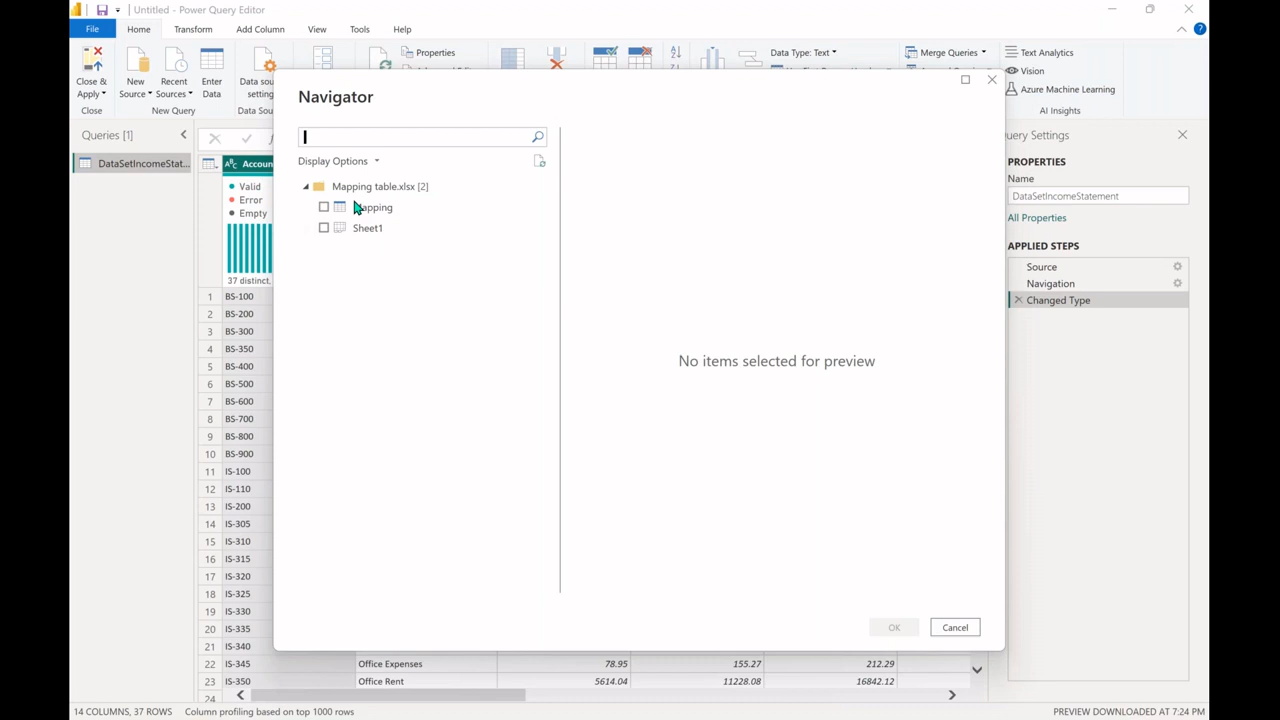 Untitled - Power Query Editor
File Home Transform Add Column View Tools Help ?
Close & Apply
New Source
Recent Sources
Enter Data
Data sou
setting
Properties
Data Type: Text
Merge Queries
Text Analytics
Vision
Azure Machine Learning
Close
New Query
Data Sou
AI Insights
Queries [1]
DataSetIncomeStat...
ABC Accoun
Valid
Error
Empty
37 distinct,
1 BS-100
2 BS-200
3 BS-300
4 BS-350
5 BS-400
6 BS-500
7 BS-600
8 BS-700
9 BS-800
10 BS-900
11 IS-100
12 IS-110
13 IS-200
14 IS-305
15 IS-310
16 IS-315
17 IS-320
18 IS-325
19 IS-330
20 IS-335
21 IS-340
22 IS-345 Office Expenses 78.95 155.27 212.29
23 IS-350 Office Rent 5614.04 11228.08 16842.12
24
Navigator
Display Options
Mapping table.xlsx [2]
apping
Sheet1
No items selected for preview
OK Cancel
uery Settings
PROPERTIES
Name
DataSetIncomeStatement
All Properties
APPLIED STEPS
Source
Navigation
Changed Type
14 COLUMNS, 37 ROWS Column profiling based on top 1000 rows PREVIEW DOWNLOADED AT 7:24 PM